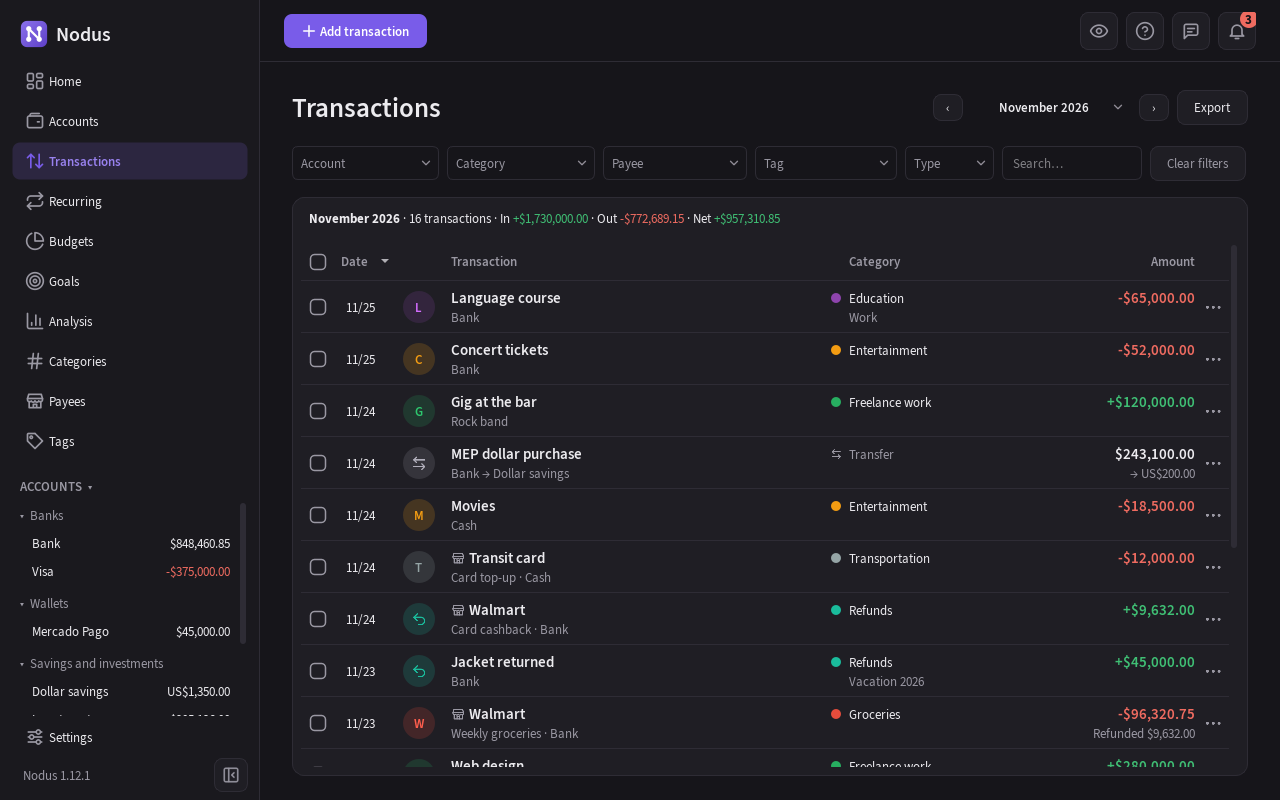 Nodus
Home
Accounts
Transactions
Recurring
Budgets
Goals
Analysis
Categories
Payees
Tags
ACCOUNTS
Banks
Bank $848,460.85
Visa -$375,000.00
Wallets
Mercado Pago $45,000.00
Savings and investments
Dollar savings US$1,350.00
Settings
Nodus 1.12.1
+ Add transaction
3
Transactions
‹ November 2026 › Export
Account Category Payee Tag Type Search... Clear filters
November 2026 · 16 transactions · In +$1,730,000.00 · Out -$772,689.15 · Net +$957,310.85
Date Transaction Category Amount
11/25 L Language course Education -$65,000.00
Bank Work
11/25 C Concert tickets Entertainment -$52,000.00
Bank
11/24 G Gig at the bar Freelance work +$120,000.00
Rock band
11/24 MEP dollar purchase Transfer $243,100.00
Bank → Dollar savings → US$200.00
11/24 M Movies Entertainment -$18,500.00
Cash
11/24 T Transit card Transportation -$12,000.00
Card top-up · Cash
11/24 Walmart Refunds +$9,632.00
Card cashback · Bank
11/23 Jacket returned Refunds +$45,000.00
Bank Vacation 2026
11/23 W Walmart Groceries -$96,320.75
Weekly groceries · Bank Refunded $9,632.00
Web design Freelance work +$280,000.00